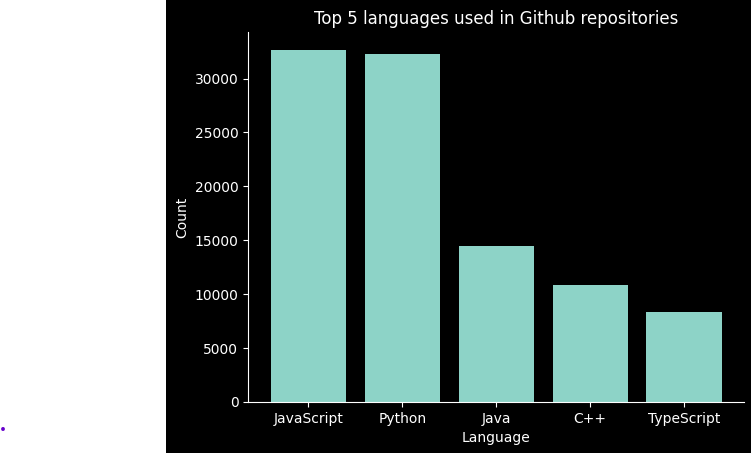 Top 5 languages used in Github repositories
30000
25000
20000
15000
10000
5000
0
Count
JavaScript Python Java C++ TypeScript
Language